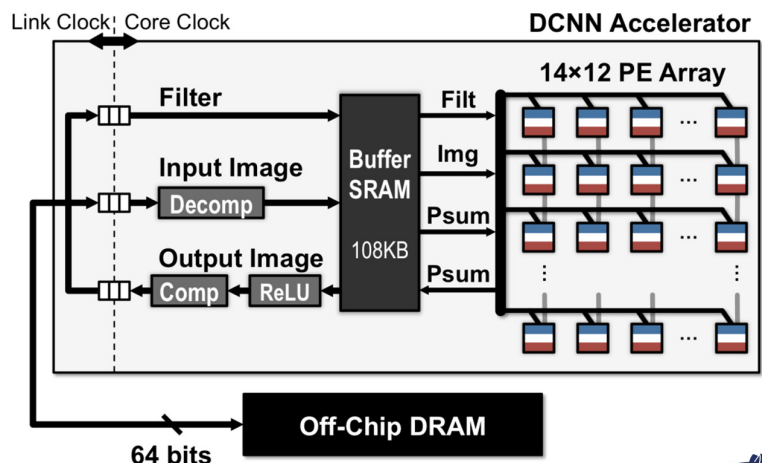 Link Clock Core Clock
DCNN Accelerator
14×12 PE Array
Filter
Filt
Input Image
Buffer
SRAM
Img
Decomp
Psum
108KB
Output Image
Psum
Comp
ReLU
...
...
...
⋮
⋮
...
Off-Chip DRAM
64 bits